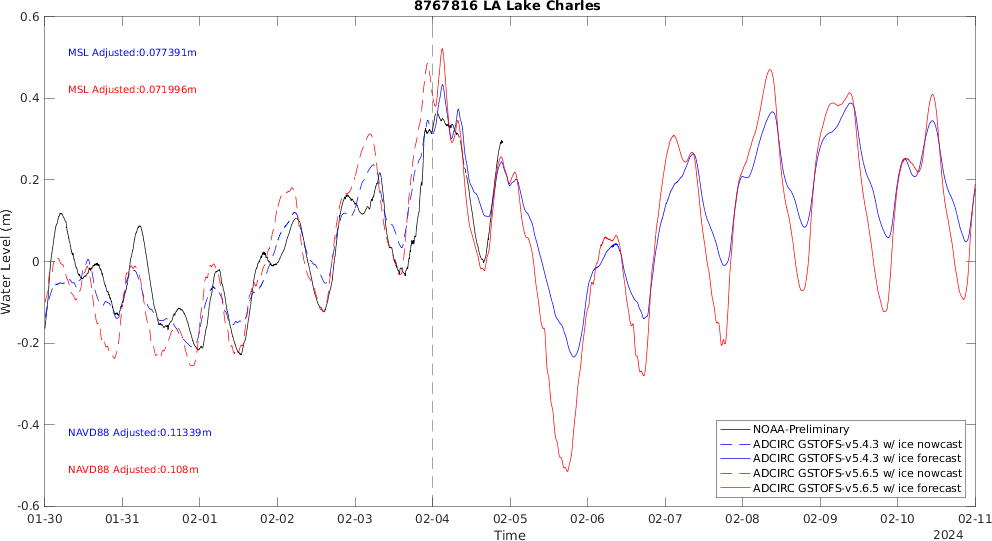 8767816 LA Lake Charles
0.6
MSL Adjusted:0.077391m
MSL Adjusted:0.071996m
0.4
0.2
0
-0.2
-0.4
-0.6
Water Level (m)
NAVD88 Adjusted:0.11339m
NAVD88 Adjusted:0.108m
NOAA-Preliminary
ADCIRC GSTOFS-v5.4.3 w/ ice nowcast
ADCIRC GSTOFS-v5.4.3 w/ ice forecast
ADCIRC GSTOFS-v5.6.5 w/ ice nowcast
ADCIRC GSTOFS-v5.6.5 w/ ice forecast
01-30 01-31 02-01 02-02 02-03 02-04 02-05 02-06 02-07 02-08 02-09 02-10 02-11
Time
2024